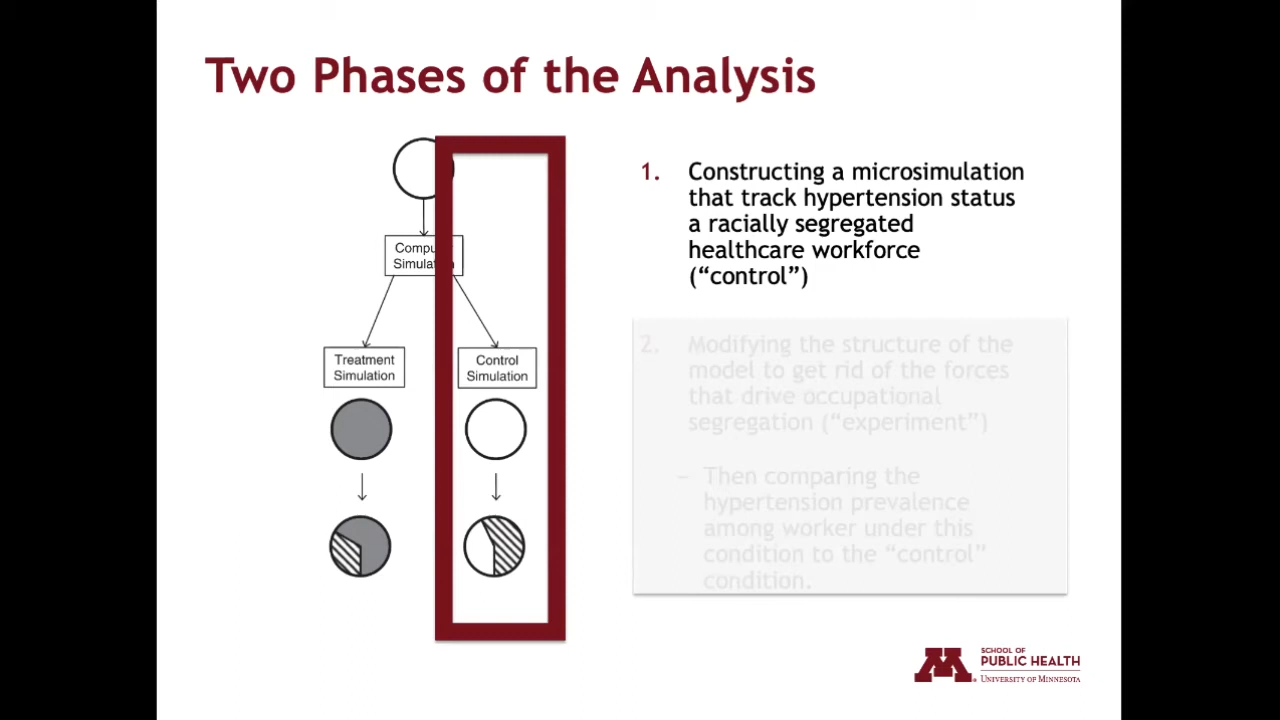 Two Phases of the Analysis
Treatment
Simulation
Control
Simulation
1. Constructing a microsimulation
that track hypertension status
a racially segregated
healthcare workforce
(“control”)
2. Modifying the structure of the
model to get rid of the forces
that drive occupational
segregation (“experiment”)
– Then comparing the
hypertension prevalence
among worker under this
condition to the “control”
condition.
SCHOOL OF
PUBLIC HEALTH
UNIVERSITY OF MINNESOTA